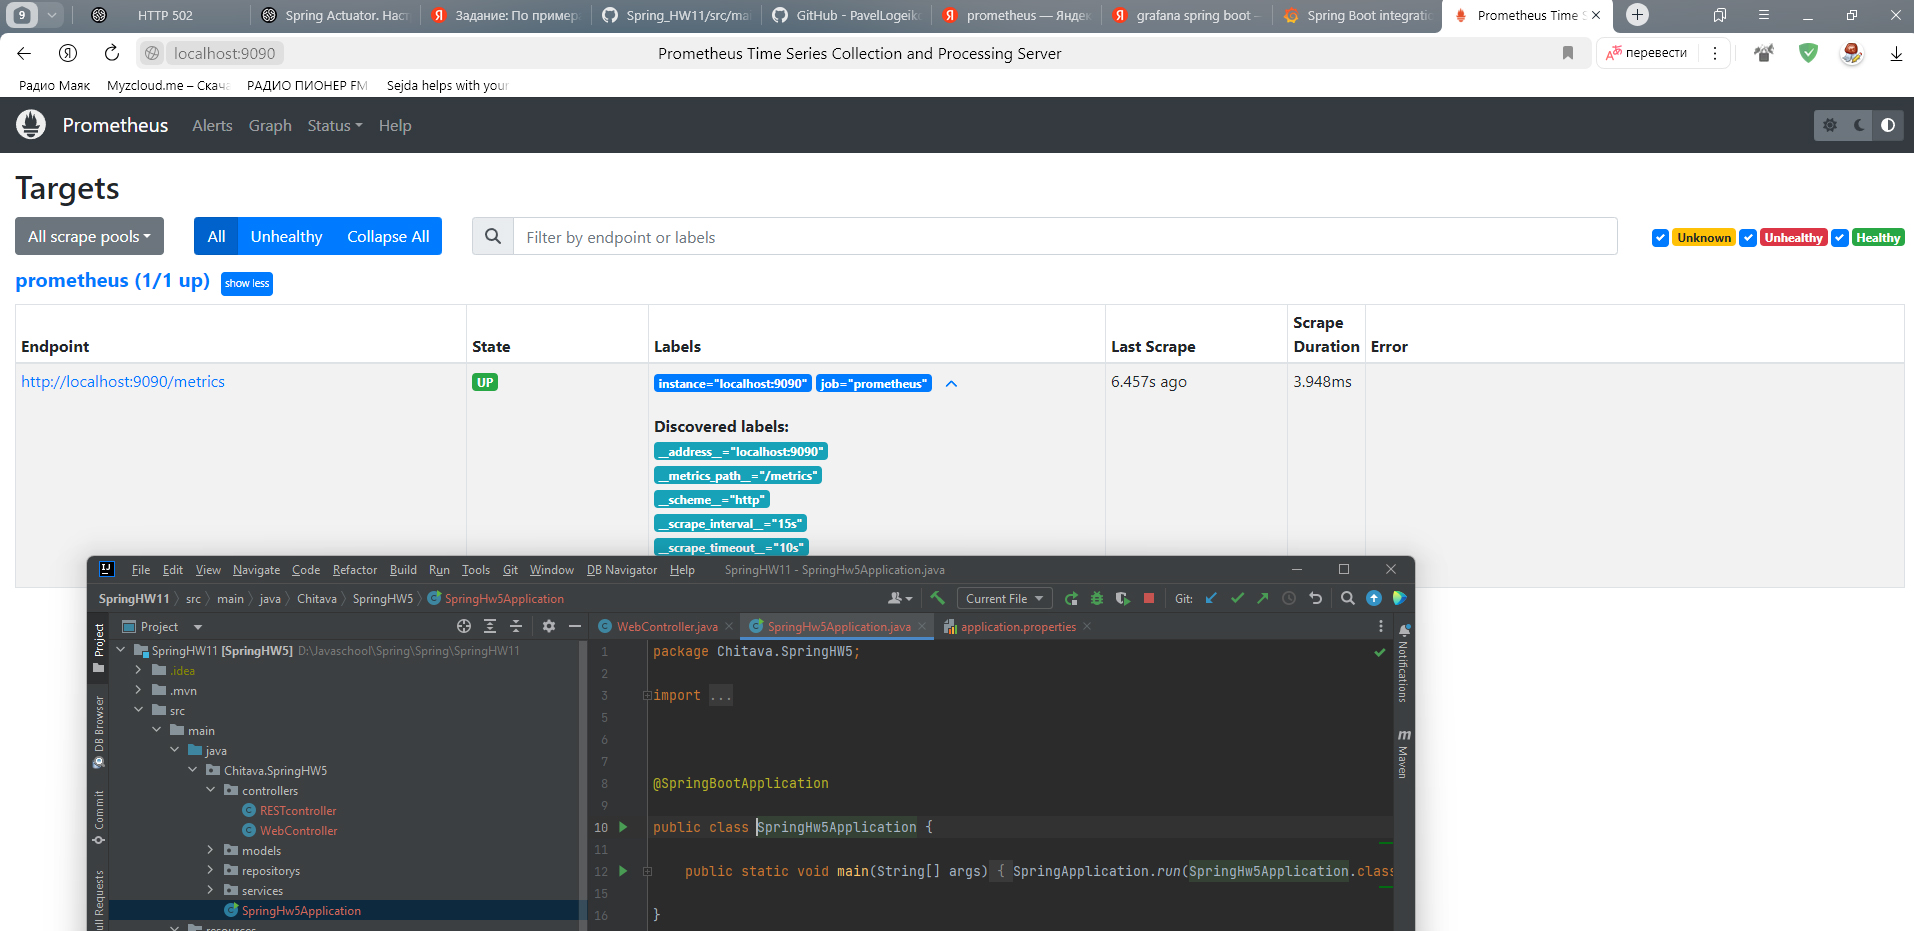 9
HTTP 502
Spring Actuator. Наст
Задание: По пример
Spring_HW11/src/mai
GitHub - PavelLogeiko
prometheus — Яндек
grafana spring boot –
Spring Boot integratio
Prometheus Time S
localhost:9090
Prometheus Time Series Collection and Processing Server
перевести
Радио Маяк
Myzcloud.me – Скача
РАДИО ПИОНЕР FM
Sejda helps with your
Prometheus
Alerts
Graph
Status
Help
Targets
All scrape pools
All
Unhealthy
Collapse All
Filter by endpoint or labels
Unknown
Unhealthy
Healthy
prometheus (1/1 up)
show less
Endpoint
State
Labels
Last Scrape
Scrape
Duration
Error
http://localhost:9090/metrics
UP
instance="localhost:9090"
job="prometheus"
6.457s ago
3.948ms
Discovered labels:
__address__="localhost:9090"
__metrics_path__="/metrics"
__scheme__="http"
__scrape_interval__="15s"
__scrape_timeout__="10s"
File Edit View Navigate Code Refactor Build Run Tools Git Window DB Navigator Help
SpringHW11 - SpringHw5Application.java
SpringHW11 src main java Chitava SpringHW5 SpringHw5Application
Current File
Git:
Project
WebController.java
SpringHw5Application.java
application.properties
Project
DB Browser
Commit
ull Requests
SpringHW11 [SpringHW5] D:\Javaschool\Spring\Spring\SpringHW11
.idea
.mvn
src
main
java
Chitava.SpringHW5
controllers
RESTcontroller
WebController
models
repositorys
services
SpringHw5Application
resources
1 package Chitava.SpringHW5;
2
3 import ...
5
6
7
8 @SpringBootApplication
9
10 public class SpringHw5Application {
11
12 public static void main(String[] args) { SpringApplication.run(SpringHw5Application.class
15
16 }
Notifications
Maven